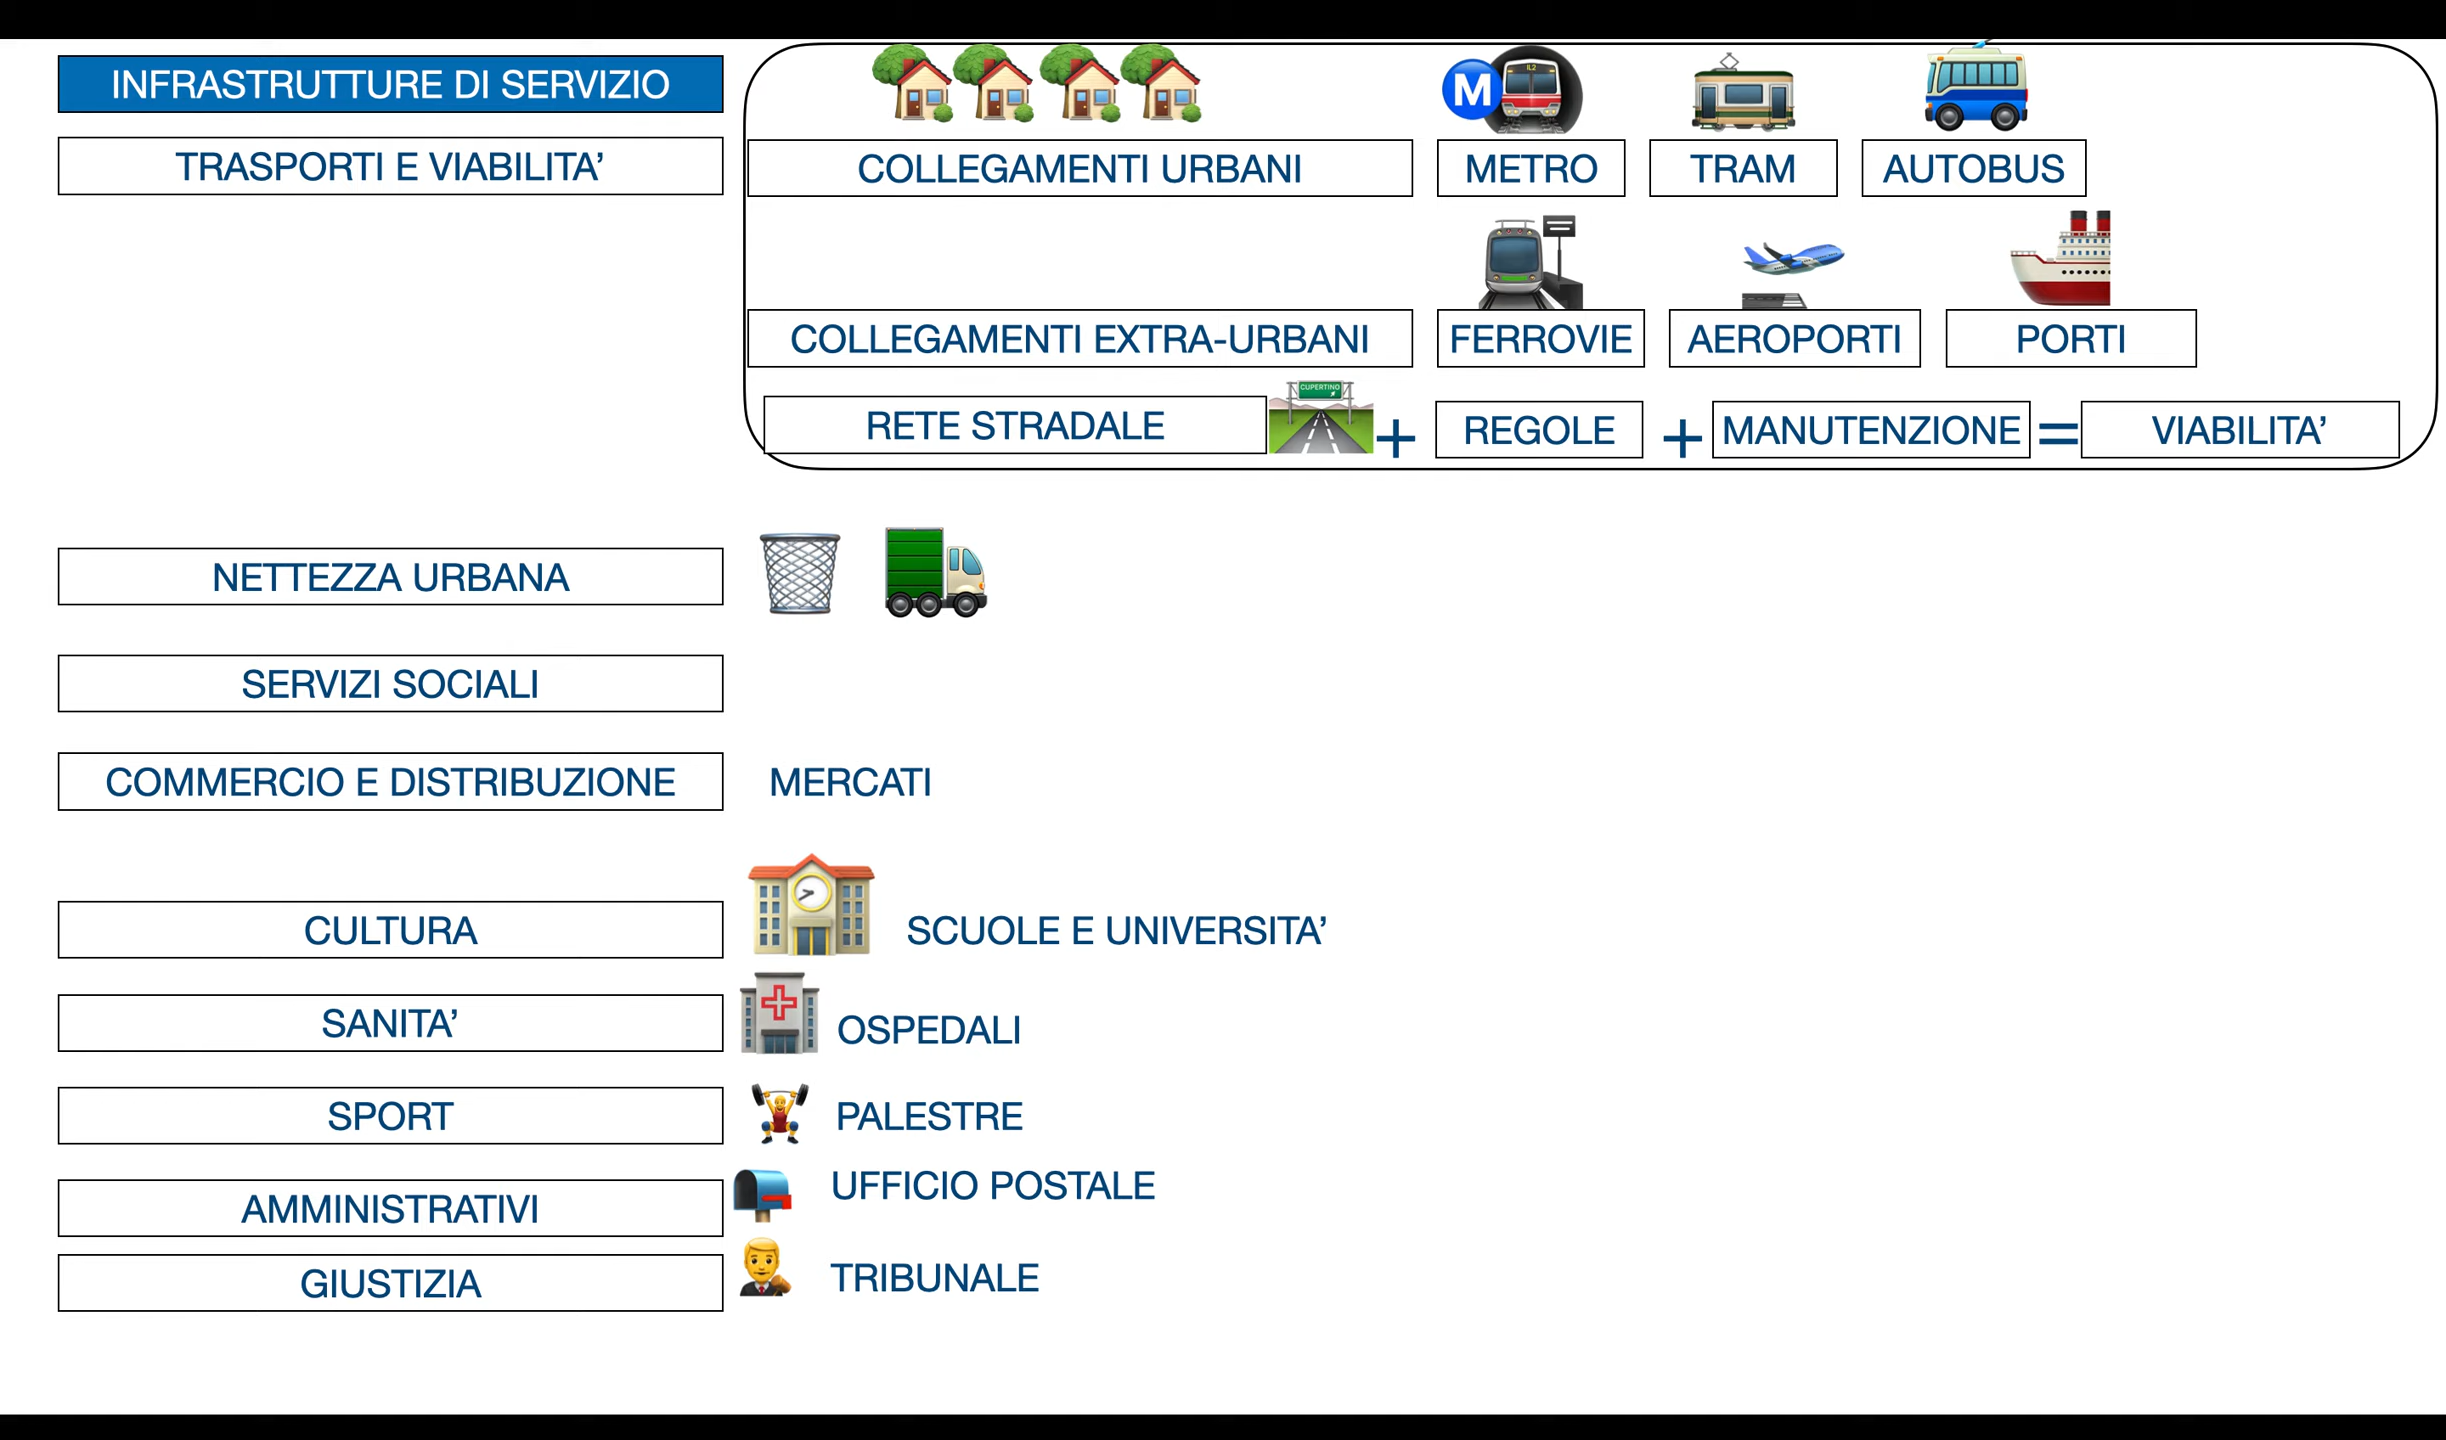 INFRASTRUTTURE DI SERVIZIO
TRASPORTI E VIABILITA’
IL2
M
COLLEGAMENTI URBANI
METRO
TRAM
AUTOBUS
COLLEGAMENTI EXTRA-URBANI
FERROVIE
AEROPORTI
PORTI
CUPERTINO
RETE STRADALE
+
REGOLE
+
MANUTENZIONE
=
VIABILITA’
NETTEZZA URBANA
SERVIZI SOCIALI
COMMERCIO E DISTRIBUZIONE
MERCATI
CULTURA
SCUOLE E UNIVERSITA’
SANITA’
OSPEDALI
SPORT
PALESTRE
AMMINISTRATIVI
UFFICIO POSTALE
GIUSTIZIA
TRIBUNALE